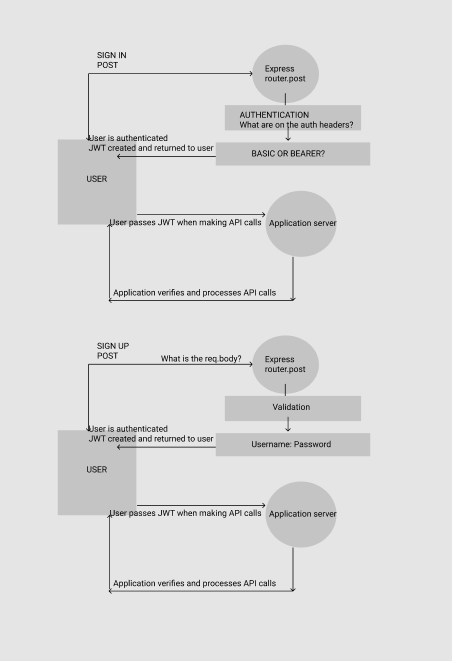 SIGN IN
POST
Express
router.post
AUTHENTICATION
What are on the auth headers?
User is authenticated
JWT created and returned to user
BASIC OR BEARER?
USER
User passes JWT when making API calls
Application server
Application verifies and processes API calls
SIGN UP
POST
What is the req.body?
Express
router.post
Validation
User is authenticated
JWT created and returned to user
Username: Password
USER
User passes JWT when making API calls
Application server
Application verifies and processes API calls